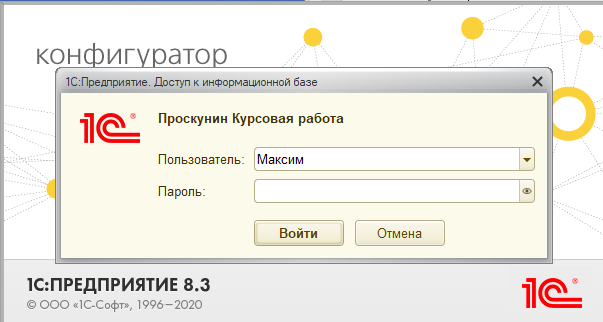 конфигуратор
1С:Предприятие. Доступ к информационной базе
1С®
Проскунин Курсовая работа
Пользователь: Максим
Пароль:
Войти Отмена
1С:ПРЕДПРИЯТИЕ 8.3
© ООО «1С-Софт», 1996–2020
1С®